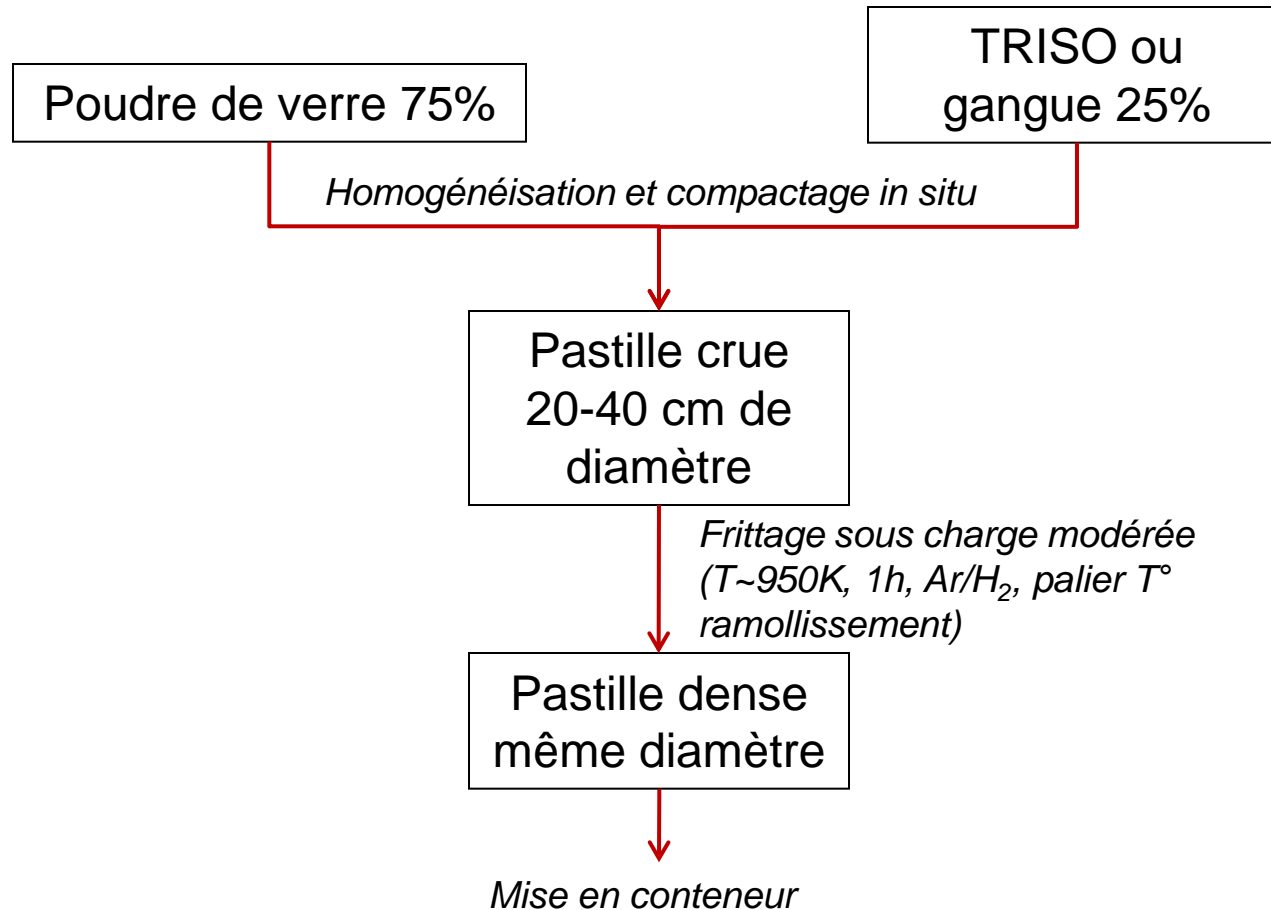 Poudre de verre 75%
TRISO ou
gangue 25%
Homogénéisation et compactage in situ
Pastille crue
20-40 cm de
diamètre
Frittage sous charge modérée
(T~950K, 1h, Ar/H₂, palier T°
ramollissement)
Pastille dense
même diamètre
Mise en conteneur